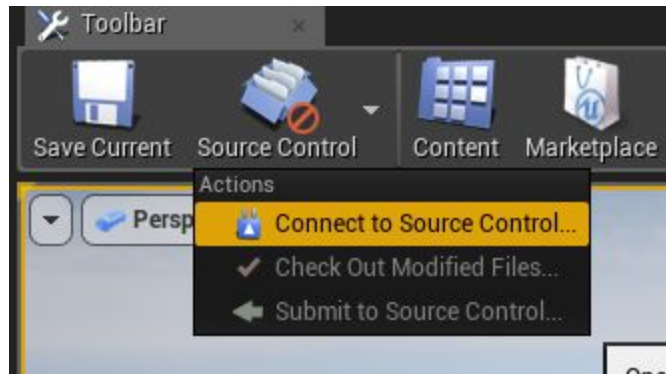 Toolbar
Save Current
Source Control
Content
Marketplace
Actions
Persp
Connect to Source Control...
Check Out Modified Files...
Submit to Source Control...